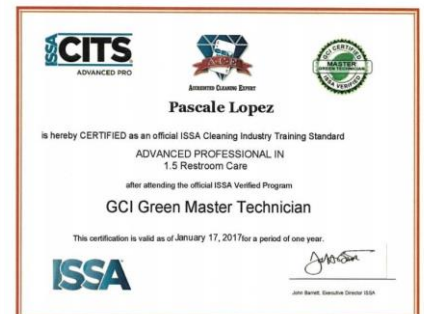 ISSA CITS
ADVANCED PRO
A·C·E
ACCREDITED CLEANING EXPERT
GCI CERTIFIED
MASTER
GREEN TECHNICIAN
ISSA VERIFIED
Pascale Lopez
is hereby CERTIFIED as an official ISSA Cleaning Industry Training Standard
ADVANCED PROFESSIONAL IN
1.5 Restroom Care
after attending the official ISSA Verified Program
GCI Green Master Technician
This certification is valid as of January 17, 2017 for a period of one year.
ISSA
John Barrett. Executive Director ISSA